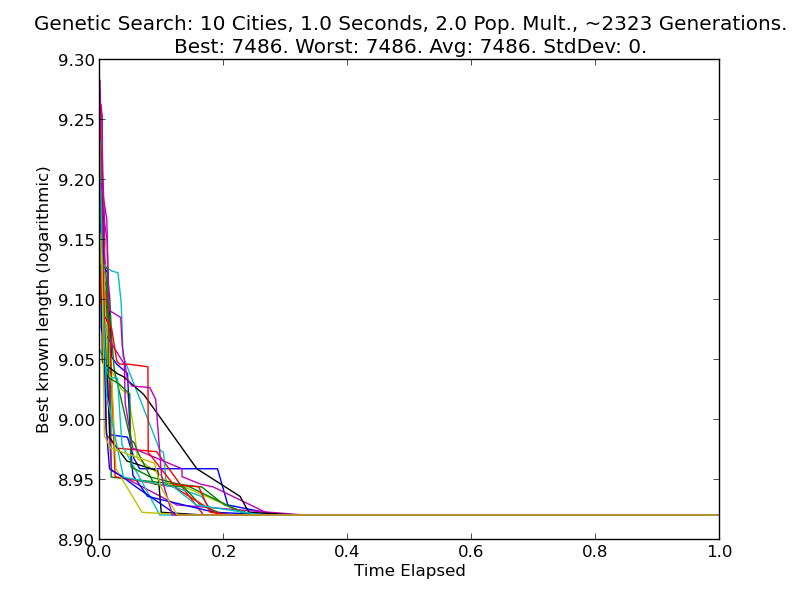 Genetic Search: 10 Cities, 1.0 Seconds, 2.0 Pop. Mult., ~2323 Generations.
Best: 7486. Worst: 7486. Avg: 7486. StdDev: 0.
9.30
9.25
9.20
9.15
9.10
9.05
9.00
8.95
8.90
Best known length (logarithmic)
0.0 0.2 0.4 0.6 0.8 1.0
Time Elapsed